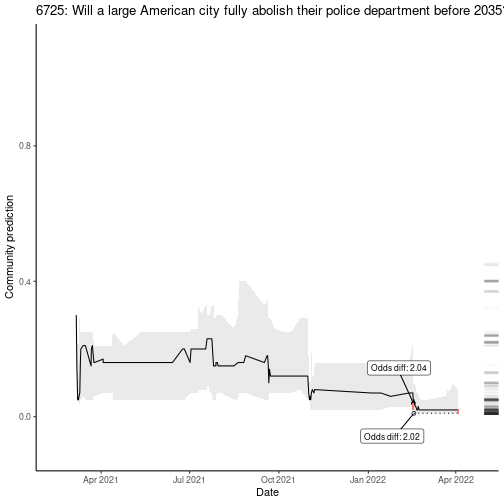 6725: Will a large American city fully abolish their police department before 2035?
Community prediction
0.8
0.4
0.0
Odds diff: 2.04
Odds diff: 2.02
Apr 2021
Jul 2021
Oct 2021
Jan 2022
Apr 2022
Date